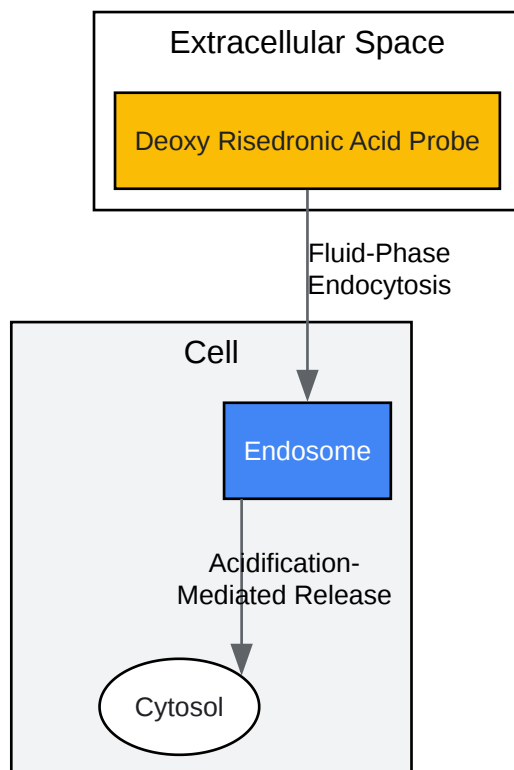 Extracellular Space
Deoxy Risedronic Acid Probe
Fluid-Phase
Endocytosis
Cell
Endosome
Acidification-
Mediated Release
Cytosol